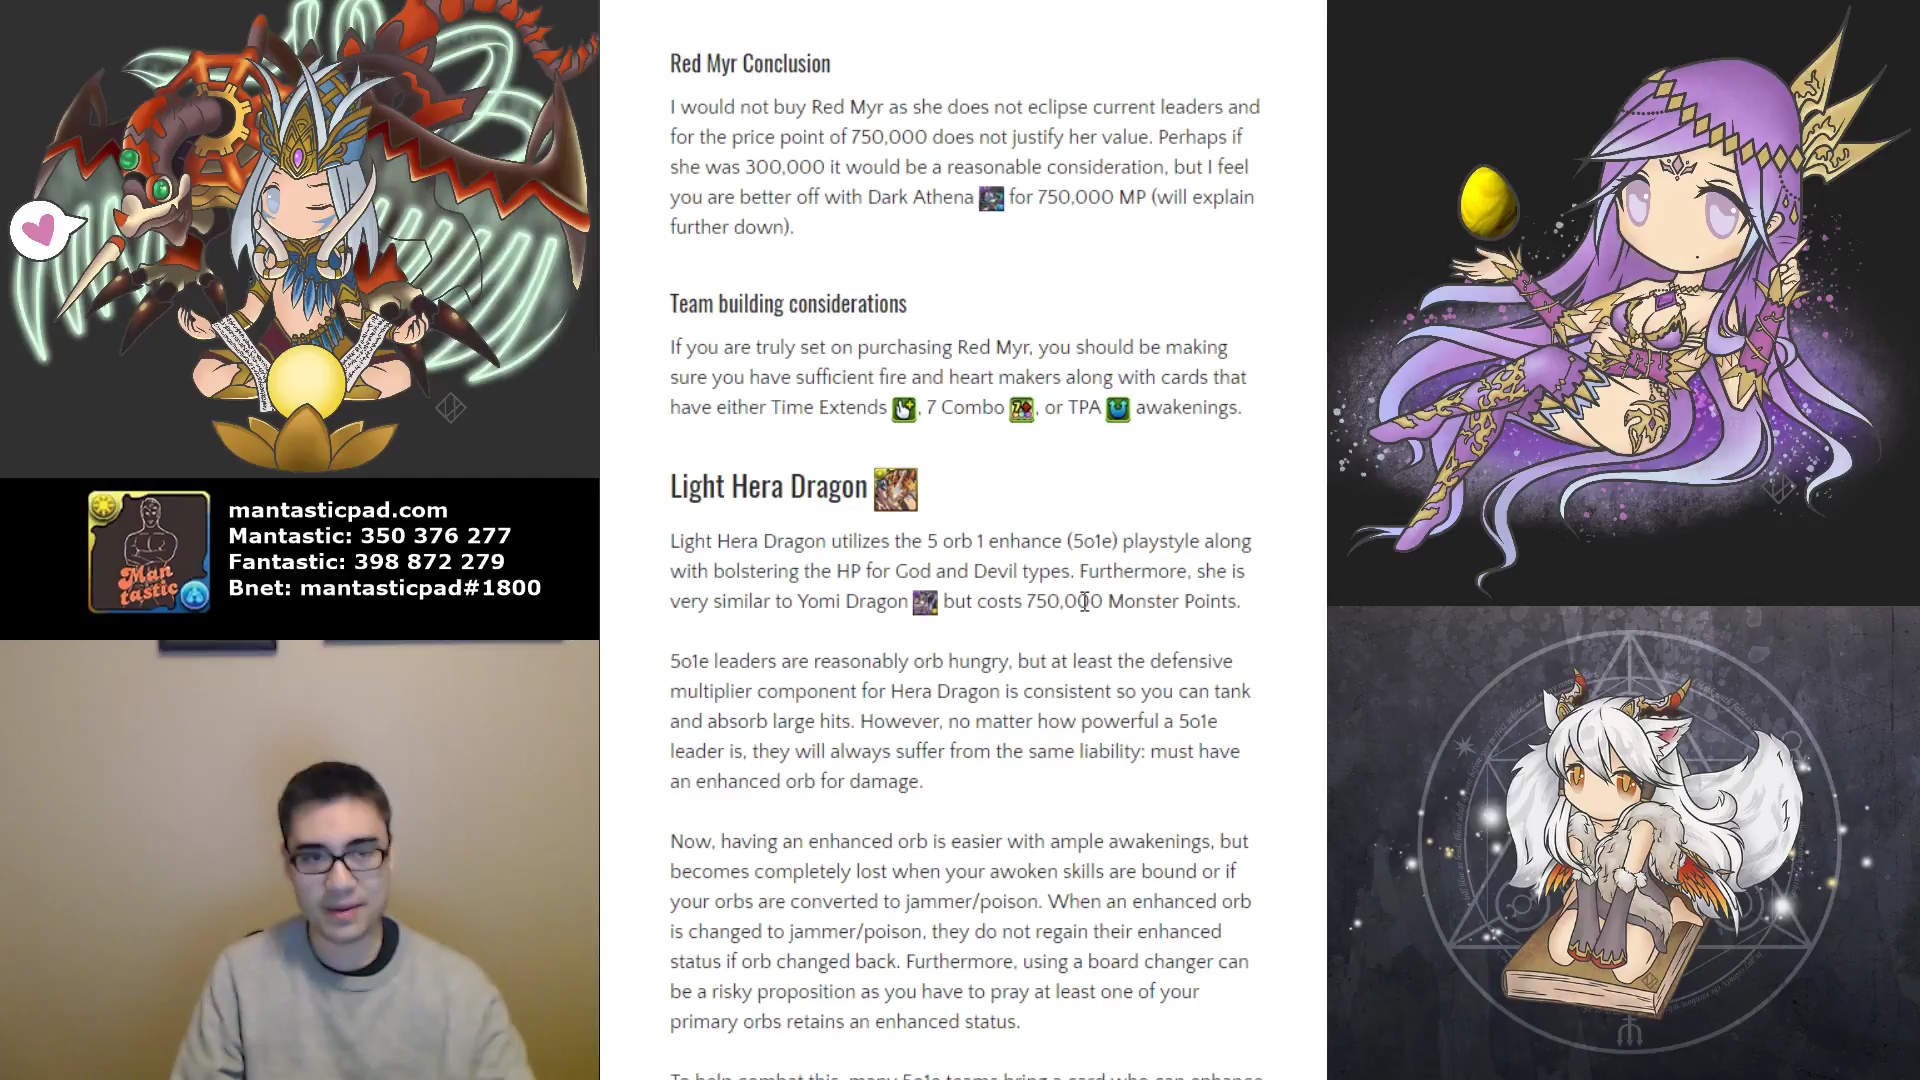 Red Myr Conclusion
I would not buy Red Myr as she does not eclipse current leaders and
for the price point of 750,000 does not justify her value. Perhaps if
she was 300,000 it would be a reasonable consideration, but I feel
you are better off with Dark Athena for 750,000 MP (will explain
further down).
Team building considerations
If you are truly set on purchasing Red Myr, you should be making
sure you have sufficient fire and heart makers along with cards that
have either Time Extends , 7 Combo , or TPA awakenings.
Light Hera Dragon
Light Hera Dragon utilizes the 5 orb 1 enhance (5o1e) playstyle along
with bolstering the HP for God and Devil types. Furthermore, she is
very similar to Yomi Dragon but costs 750,000 Monster Points.
5o1e leaders are reasonably orb hungry, but at least the defensive
multiplier component for Hera Dragon is consistent so you can tank
and absorb large hits. However, no matter how powerful a 5o1e
leader is, they will always suffer from the same liability: must have
an enhanced orb for damage.
Now, having an enhanced orb is easier with ample awakenings, but
becomes completely lost when your awoken skills are bound or if
your orbs are converted to jammer/poison. When an enhanced orb
is changed to jammer/poison, they do not regain their enhanced
status if orb changed back. Furthermore, using a board changer can
be a risky proposition as you have to pray at least one of your
primary orbs retains an enhanced status.
To help combat this, many 5o1e teams bring a card who can enhance
Man
tastic
mantasticpad.com
Mantastic: 350 376 277
Fantastic: 398 872 279
Bnet: mantasticpad#1800